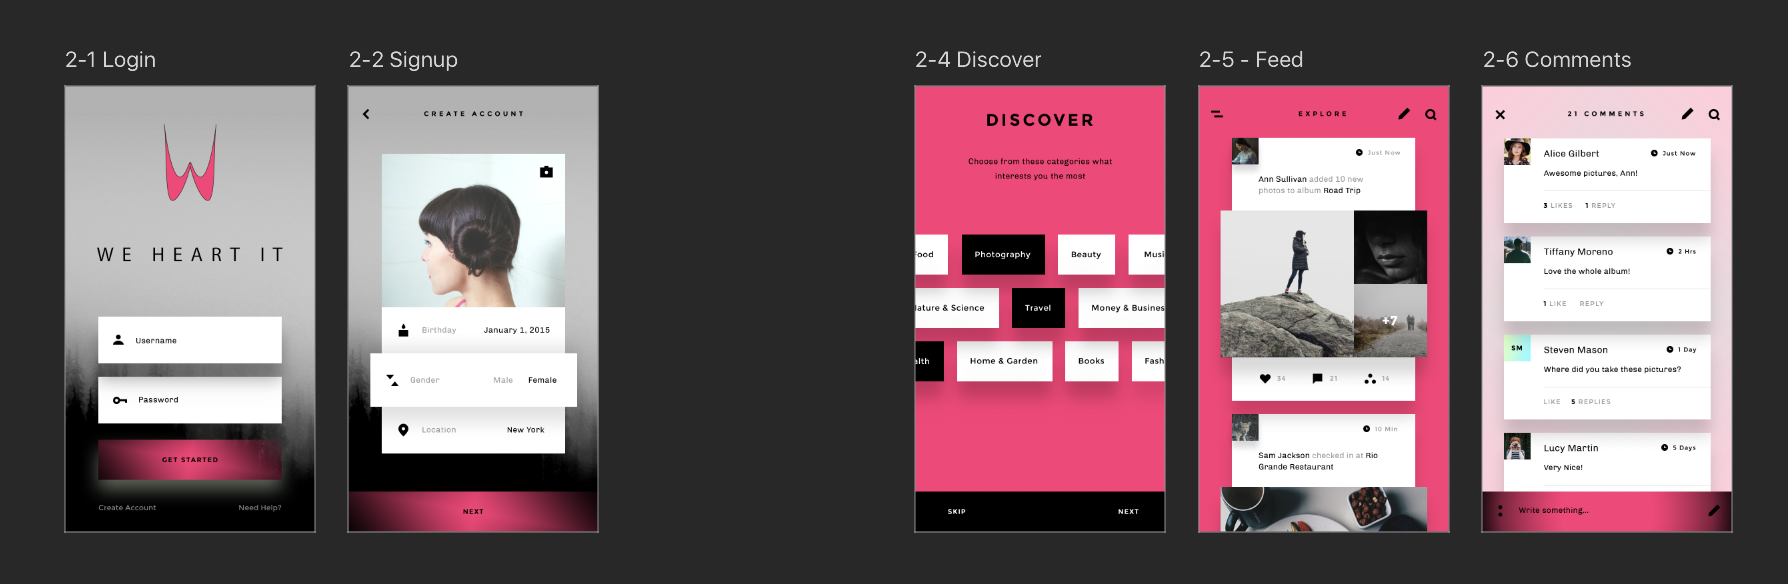 2-1 Login
WE HEART IT
Username
Password
GET STARTED
Create Account
Need Help?
2-2 Signup
CREATE ACCOUNT
Birthday January 1, 2015
Gender Male Female
Location New York
NEXT
2-4 Discover
DISCOVER
Choose from these categories what
interests you the most
ood Photography Beauty Musi
ature & Science Travel Money & Busines
alth Home & Garden Books Fash
SKIP NEXT
2-5 - Feed
EXPLORE
Just Now
Ann Sullivan added 10 new
photos to album Road Trip
+7
34 21 14
10 Min
Sam Jackson checked in at Rio
Grande Restaurant
2-6 Comments
21 COMMENTS
Alice Gilbert Just Now
Awesome pictures, Ann!
3 LIKES 1 REPLY
Tiffany Moreno 2 Hrs
Love the whole album!
1 LIKE REPLY
SM
Steven Mason 1 Day
Where did you take these pictures?
LIKE 5 REPLIES
Lucy Martin 5 Days
Very Nice!
Write something...